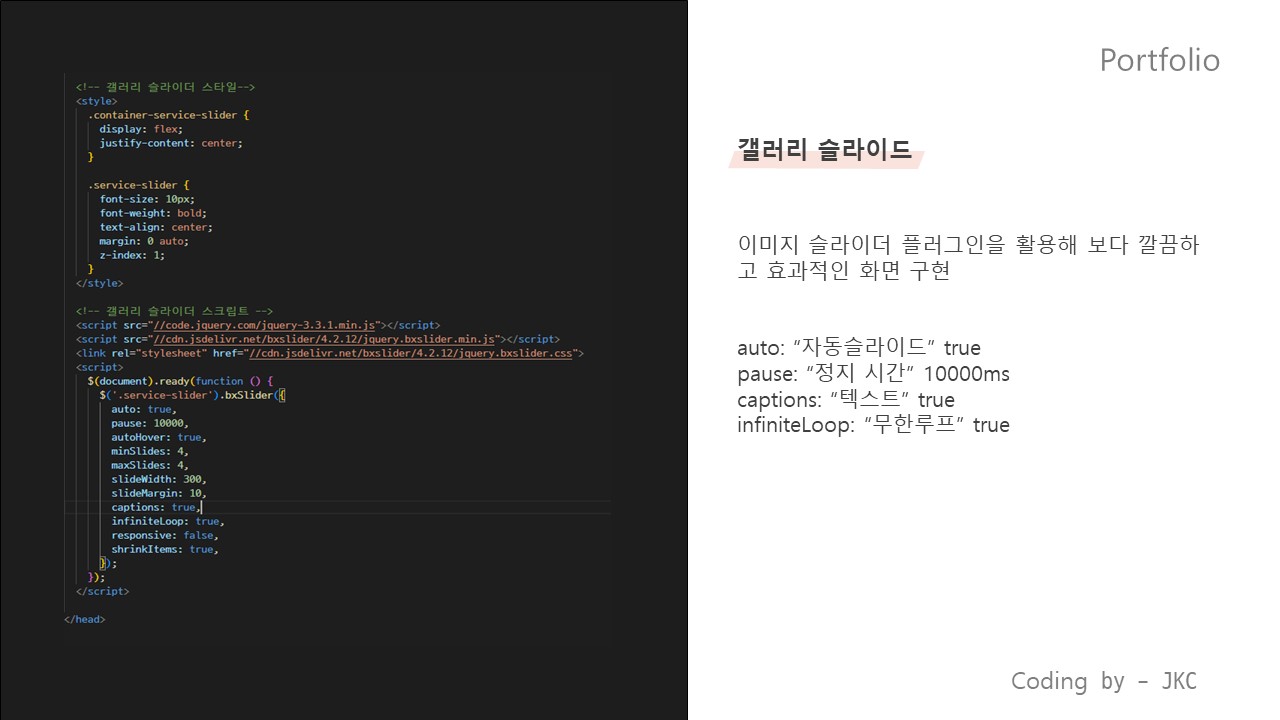 <!-- 갤러리 슬라이더 스타일-->
<style>
.container-service-slider {
display: flex;
justify-content: center;
}
.service-slider {
font-size: 10px;
font-weight: bold;
text-align: center;
margin: 0 auto;
z-index: 1;
}
</style>
<!-- 갤러리 슬라이더 스크립트 -->
<script src="//code.jquery.com/jquery-3.3.1.min.js"></script>
<script src="//cdn.jsdelivr.net/bxslider/4.2.12/jquery.bxslider.min.js"></script>
<link rel="stylesheet" href="//cdn.jsdelivr.net/bxslider/4.2.12/jquery.bxslider.css">
<script>
$(document).ready(function () {
$('.service-slider').bxSlider({
auto: true,
pause: 10000,
autoHover: true,
minSlides: 4,
maxSlides: 4,
slideWidth: 300,
slideMargin: 10,
captions: true,
infiniteLoop: true,
responsive: false,
shrinkItems: true,
});
});
</script>
</head>
Portfolio
갤러리 슬라이드
이미지 슬라이더 플러그인을 활용해 보다 깔끔하
고 효과적인 화면 구현
auto: “자동슬라이드” true
pause: “정지 시간” 10000ms
captions: “텍스트” true
infiniteLoop: “무한루프” true
Coding by – JKC